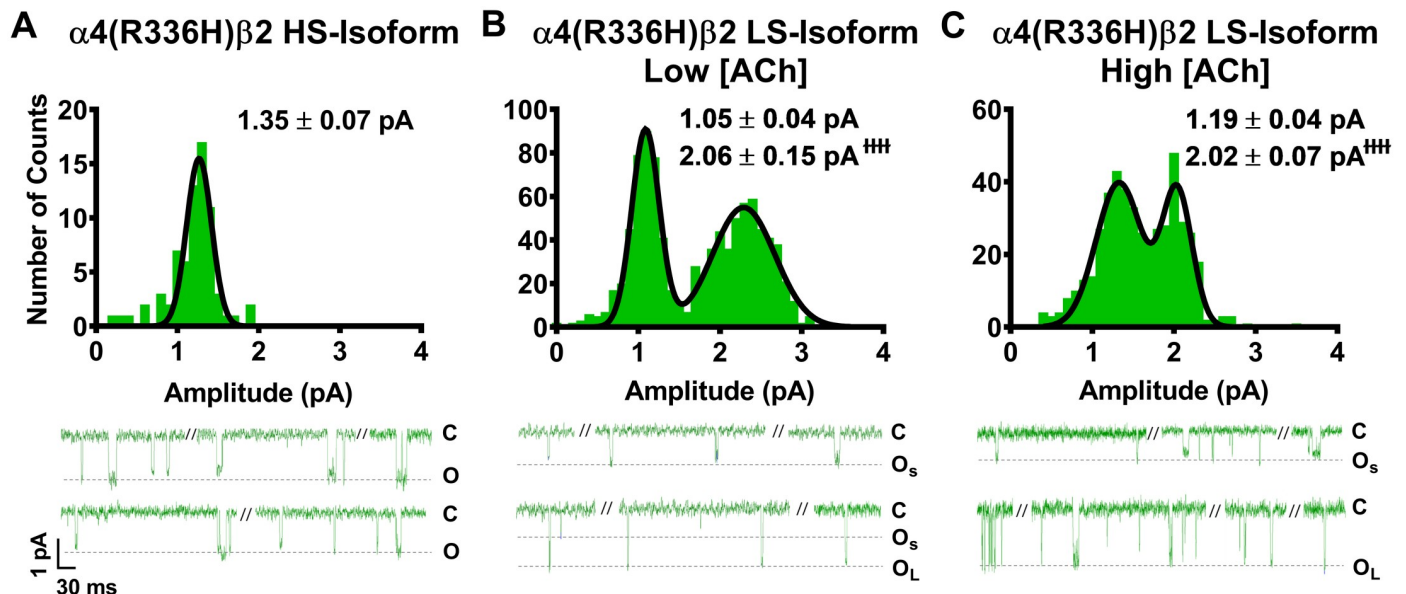 A α4(R336H)β2 HS-Isoform
1.35 ± 0.07 pA
Number of Counts
20
15
10
5
0
0 1 2 3 4
Amplitude (pA)
// // C
O
// C
O
1 pA
30 ms
B α4(R336H)β2 LS-Isoform
Low [ACh]
1.05 ± 0.04 pA
2.06 ± 0.15 pAǂǂǂǂ
100
80
60
40
20
0
0 1 2 3 4
Amplitude (pA)
// // C
Os
// // C
Os
OL
C α4(R336H)β2 LS-Isoform
High [ACh]
1.19 ± 0.04 pA
2.02 ± 0.07 pAǂǂǂǂ
60
40
20
0
0 1 2 3 4
Amplitude (pA)
// // C
Os
// // // C
OL